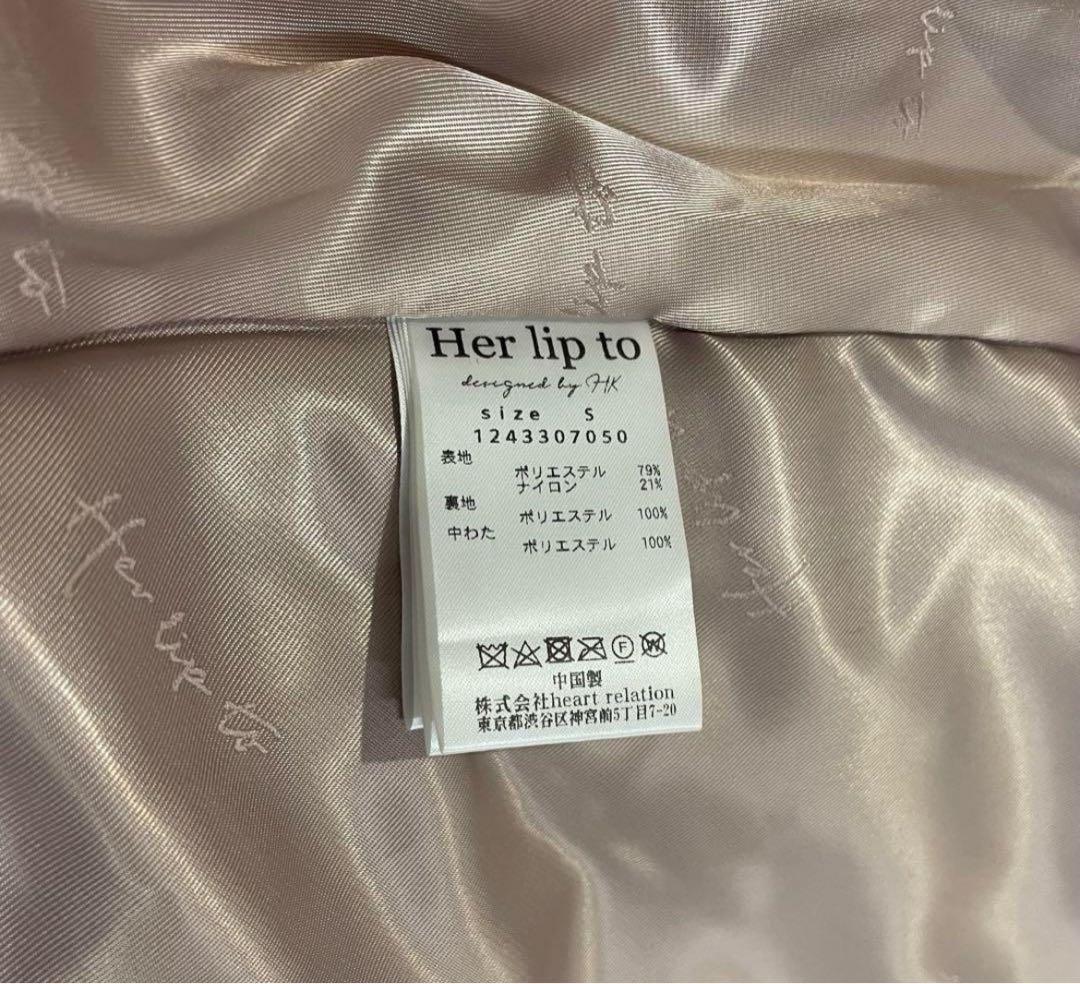 Her lip to
designed by HK
size S
1243307050
表地
ポリエステル 79%
ナイロン 21%
裏地
ポリエステル 100%
中わた
ポリエステル 100%
F
W
中国製
株式会社heart relation
東京都渋谷区神宮前5丁目7-20
Her lip to